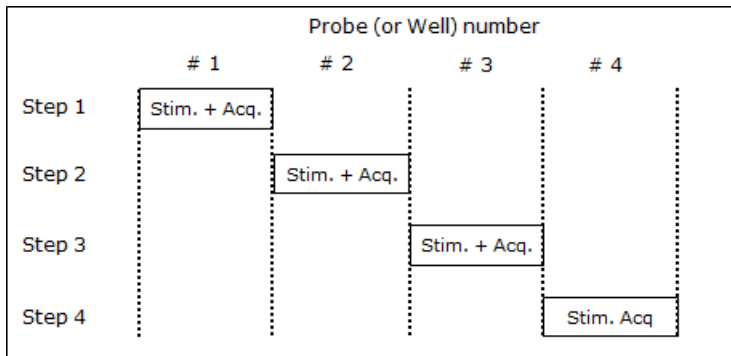 Probe (or Well) number
# 1 # 2 # 3 # 4
Step 1 Stim. + Acq.
Step 2 Stim. + Acq.
Step 3 Stim. + Acq.
Step 4 Stim. Acq